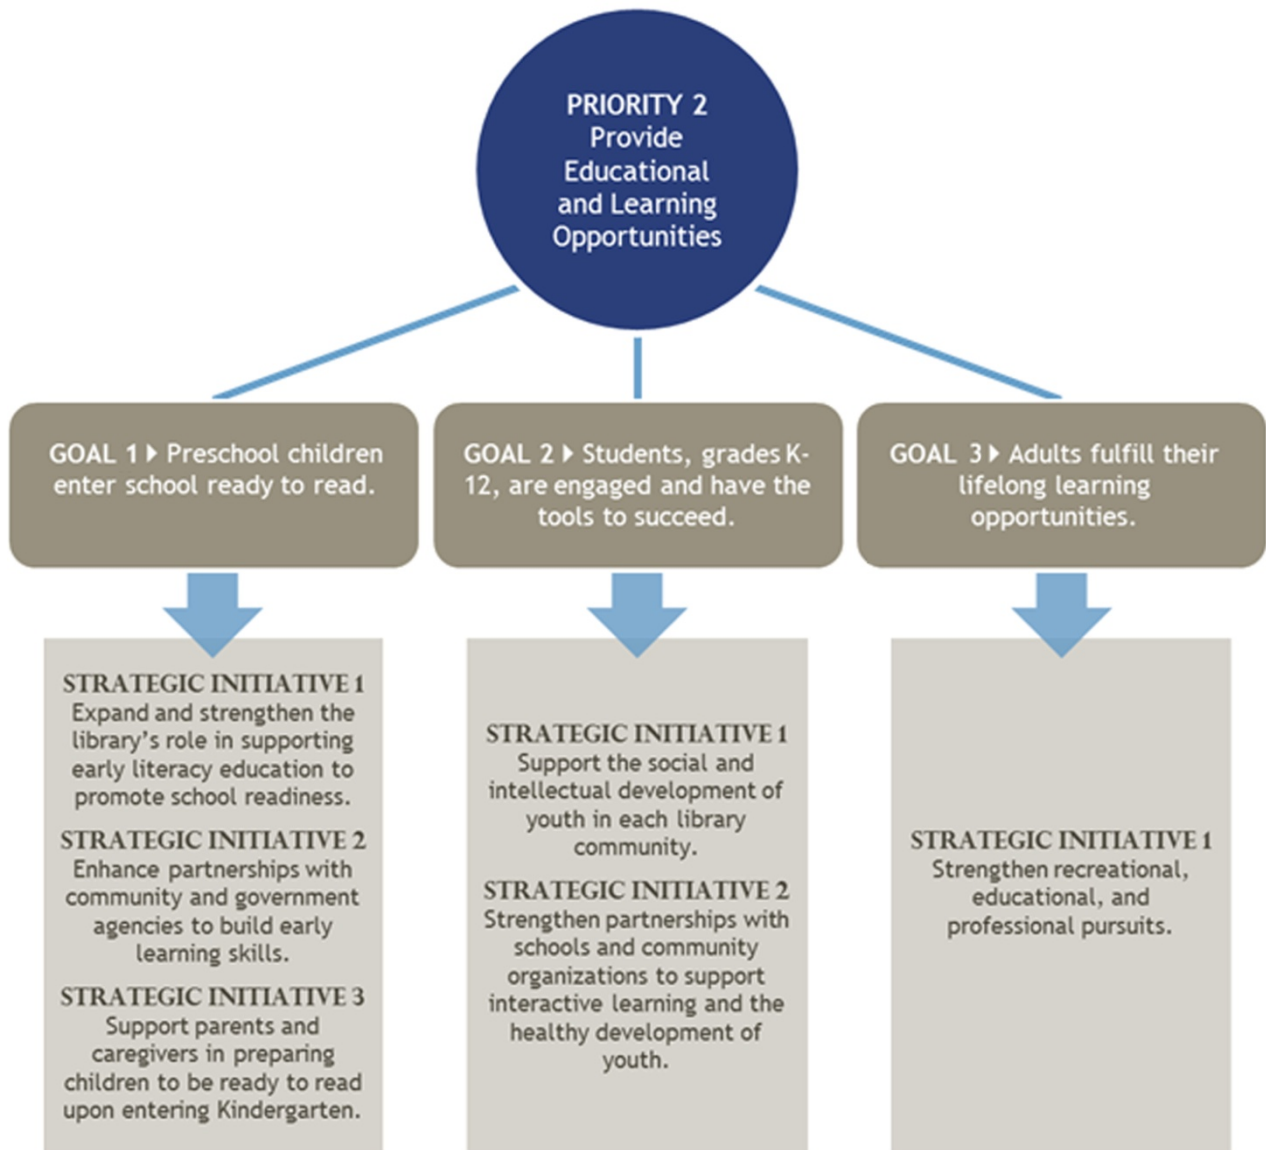 PRIORITY 2
Provide
Educational
and Learning
Opportunities
GOAL 1 ▶ Preschool children
enter school ready to read.
GOAL 2 ▶ Students, grades K-
12, are engaged and have the
tools to succeed.
GOAL 3 ▶ Adults fulfill their
lifelong learning
opportunities.
STRATEGIC INITIATIVE 1
Expand and strengthen the
library's role in supporting
early literacy education to
promote school readiness.
STRATEGIC INITIATIVE 2
Enhance partnerships with
community and government
agencies to build early
learning skills.
STRATEGIC INITIATIVE 3
Support parents and
caregivers in preparing
children to be ready to read
upon entering Kindergarten.
STRATEGIC INITIATIVE 1
Support the social and
intellectual development of
youth in each library
community.
STRATEGIC INITIATIVE 2
Strengthen partnerships with
schools and community
organizations to support
interactive learning and the
healthy development of
youth.
STRATEGIC INITIATIVE 1
Strengthen recreational,
educational, and
professional pursuits.